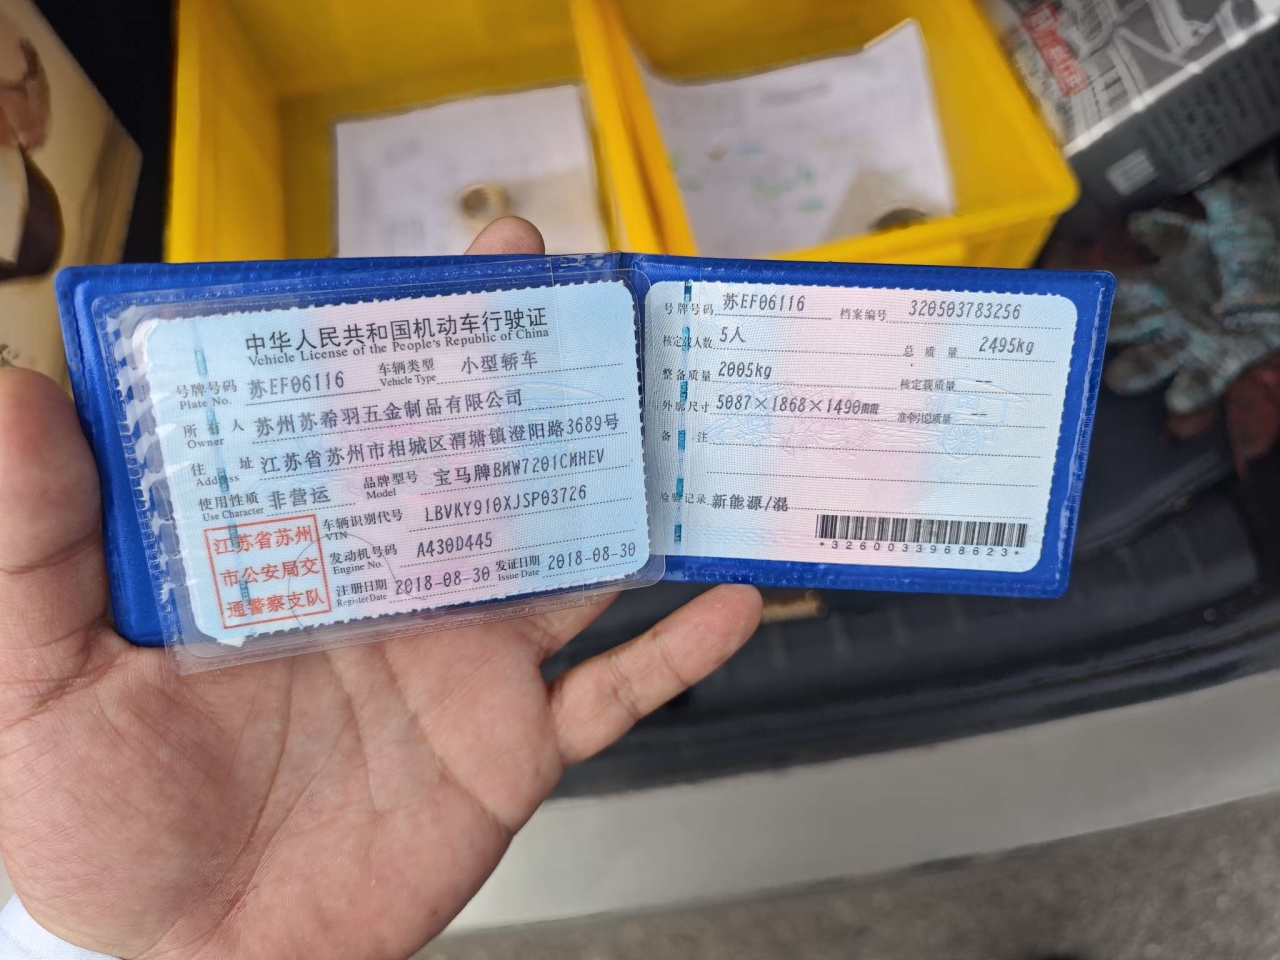 中华人民共和国机动车行驶证
Vehicle License of the People's Republic of China
号牌号码 苏EF06116 车辆类型 小型轿车
Plate No. Vehicle Type
所有人 苏州苏希羽五金制品有限公司
Owner
住址 江苏省苏州市相城区渭塘镇澄阳路3689号
Address
使用性质 非营运 品牌型号 宝马牌BMW7201CMHEV
Use Character Model
车辆识别代号 LBVKY910XJSP03726
VIN
发动机号码 A430D445
Engine No.
注册日期 2018-08-30 发证日期 2018-08-30
Register Date Issue Date
江苏省苏州
市公安局交
通警察支队
号牌号码 苏EF06116 档案编号 320503783256
核定载人数 5人 总质量 2495kg
整备质量 2005kg 核定载质量 --
外廓尺寸 5087×1868×1490mm 准牵引总质量 --
备注
检验记录 新能源/混
*3260033968623*